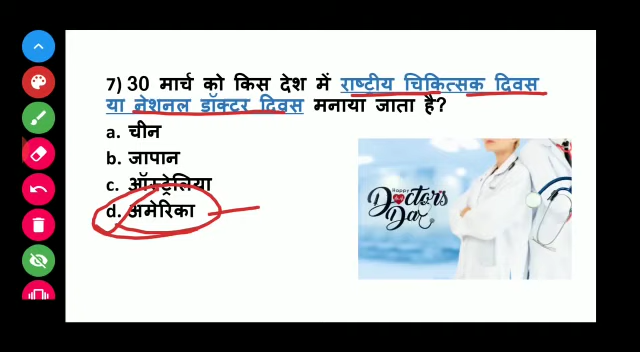 7) 30 मार्च को किस देश में राष्ट्रीय चिकित्सक दिवस
या नेशनल डॉक्टर दिवस मनाया जाता है?
a. चीन
b. जापान
c. ऑस्ट्रेलिया
d. अमेरिका
Happy
Doctors
Day